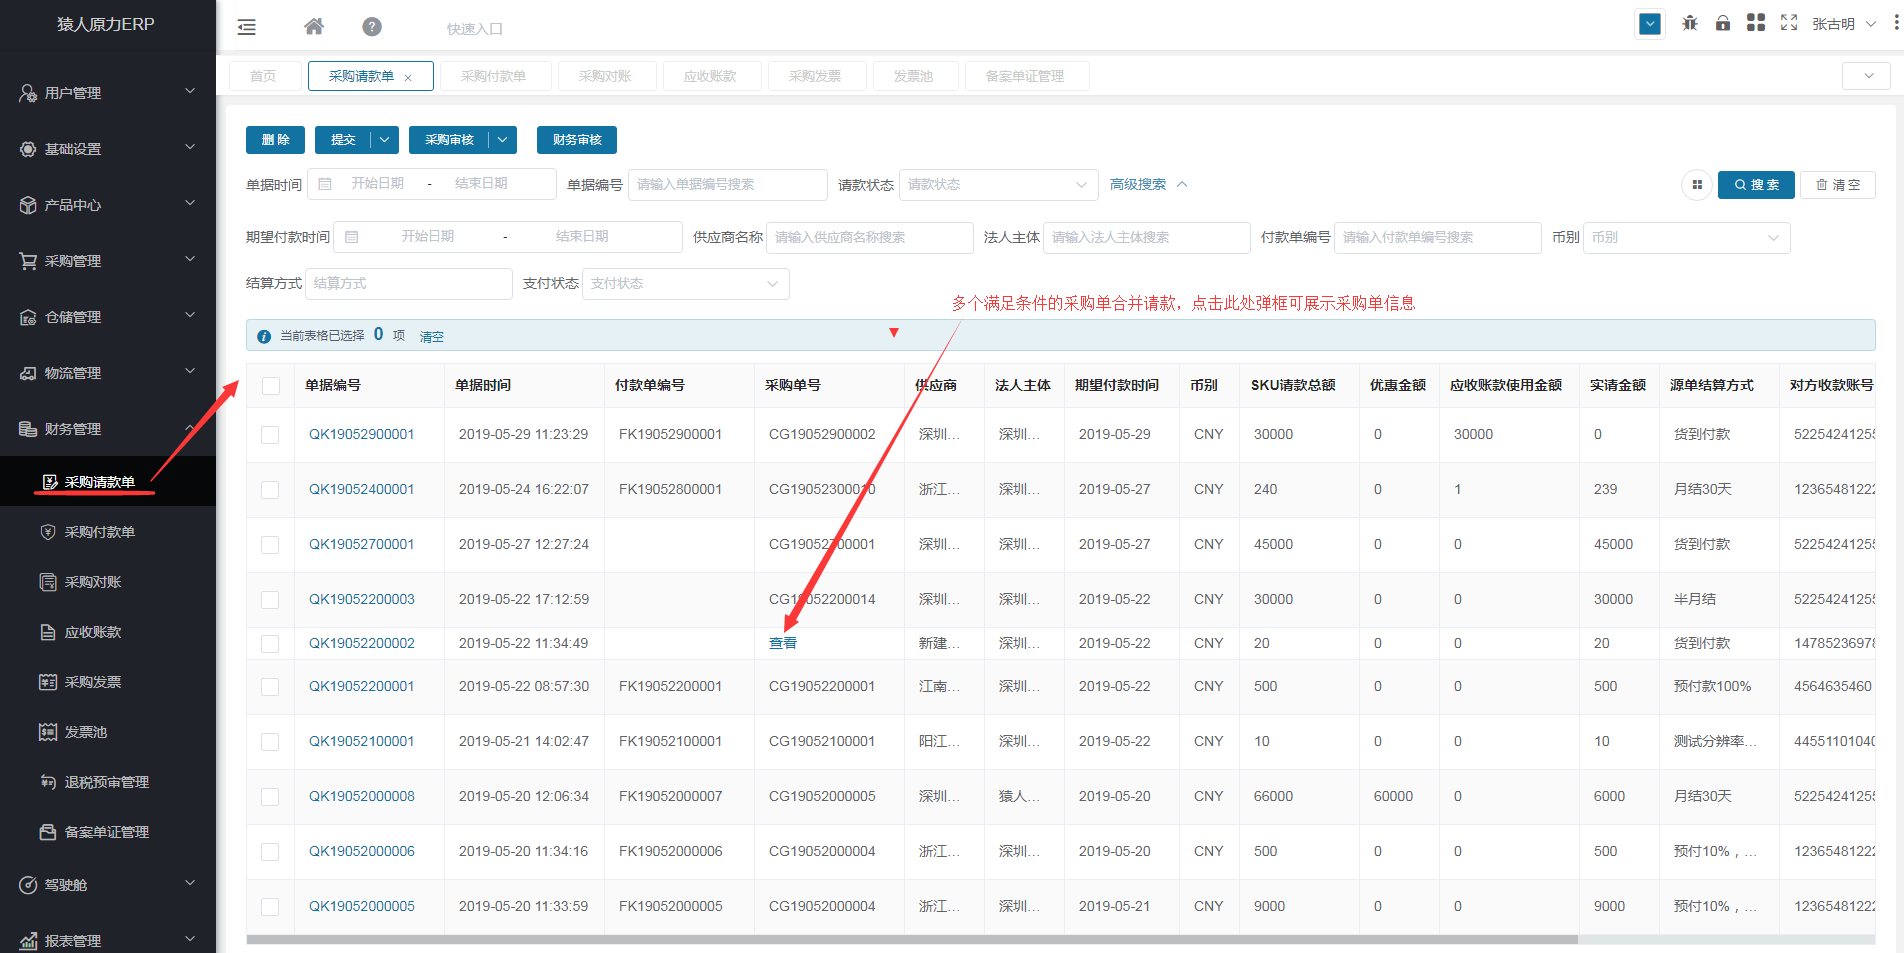 猿人原力ERP
快速入口
张古明
首页 采购请款单 × 采购付款单 采购对账 应收账款 采购发票 发票池 备案单证管理
用户管理
基础设置
产品中心
采购管理
仓储管理
物流管理
财务管理
采购请款单
采购付款单
采购对账
应收账款
采购发票
发票池
退税预审管理
备案单证管理
驾驶舱
报表管理
删 除 提交 采购审核 财务审核
单据时间 开始日期 - 结束日期 单据编号 请输入单据编号搜索 请款状态 请款状态 高级搜索 搜 索 清 空
期望付款时间 开始日期 - 结束日期 供应商名称 请输入供应商名称搜索 法人主体 请输入法人主体搜索 付款单编号 请输入付款单编号搜索 币别 币别
结算方式 结算方式 支付状态 支付状态
多个满足条件的采购单合并请款，点击此处弹框可展示采购单信息
当前表格已选择 0 项 清空
单据编号 单据时间 付款单编号 采购单号 供应商 法人主体 期望付款时间 币别 SKU请款总额 优惠金额 应收账款使用金额 实请金额 源单结算方式 对方收款账号
QK19052900001 2019-05-29 11:23:29 FK19052900001 CG19052900002 深圳... 深圳... 2019-05-29 CNY 30000 0 30000 0 货到付款 52254241255
QK19052400001 2019-05-24 16:22:07 FK19052800001 CG19052300010 浙江... 深圳... 2019-05-27 CNY 240 0 1 239 月结30天 12365481222
QK19052700001 2019-05-27 12:27:24 CG19052700001 深圳... 深圳... 2019-05-27 CNY 45000 0 0 45000 货到付款 52254241255
QK19052200003 2019-05-22 17:12:59 CG19052200014 深圳... 深圳... 2019-05-22 CNY 30000 0 0 30000 半月结 52254241255
QK19052200002 2019-05-22 11:34:49 查看 新建... 深圳... 2019-05-22 CNY 20 0 0 20 货到付款 14785236978
QK19052200001 2019-05-22 08:57:30 FK19052200001 CG19052200001 江南... 深圳... 2019-05-22 CNY 500 0 0 500 预付款100% 4564635460
QK19052100001 2019-05-21 14:02:47 FK19052100001 CG19052100001 阳江... 深圳... 2019-05-22 CNY 10 0 0 10 测试分辨率... 44551101040
QK19052000008 2019-05-20 12:06:34 FK19052000007 CG19052000005 深圳... 猿人... 2019-05-20 CNY 66000 60000 0 6000 月结30天 52254241255
QK19052000006 2019-05-20 11:34:16 FK19052000006 CG19052000004 浙江... 深圳... 2019-05-20 CNY 500 0 0 500 预付10%，... 12365481222
QK19052000005 2019-05-20 11:33:59 FK19052000005 CG19052000004 浙江... 深圳... 2019-05-21 CNY 9000 0 0 9000 预付10%，... 12365481222